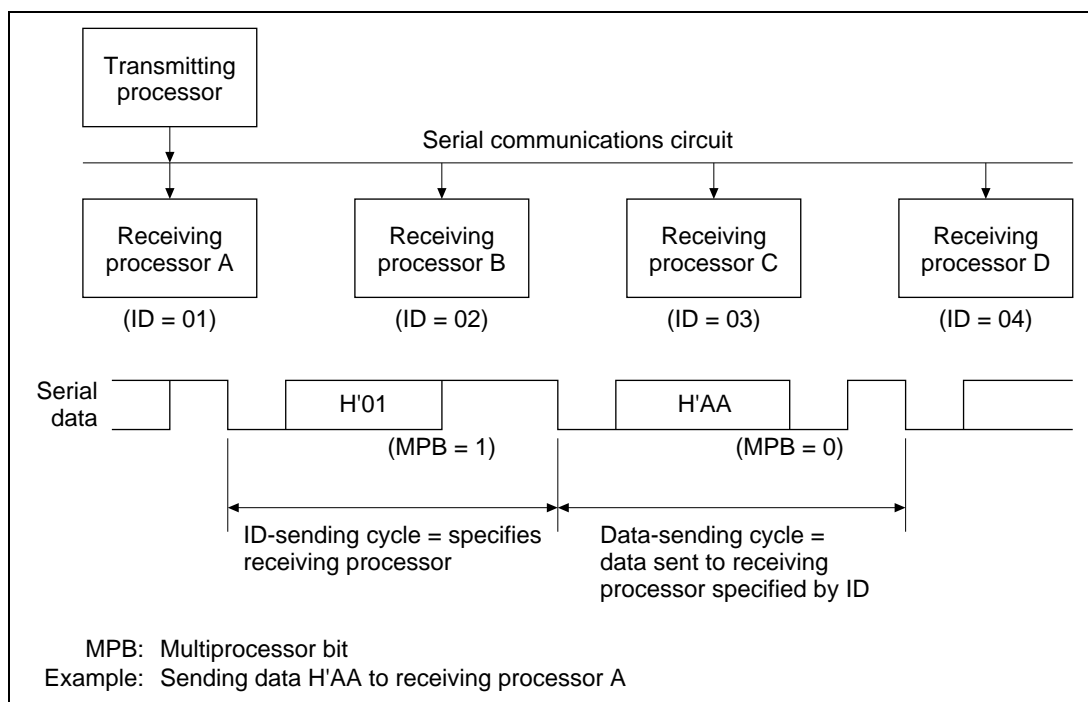 Transmitting
processor
Serial communications circuit
Receiving
processor A
Receiving
processor B
Receiving
processor C
Receiving
processor D
(ID = 01)
(ID = 02)
(ID = 03)
(ID = 04)
Serial
data
H'01
H'AA
(MPB = 1)
(MPB = 0)
ID-sending cycle = specifies
receiving processor
Data-sending cycle =
data sent to receiving
processor specified by ID
MPB: Multiprocessor bit
Example: Sending data H'AA to receiving processor A